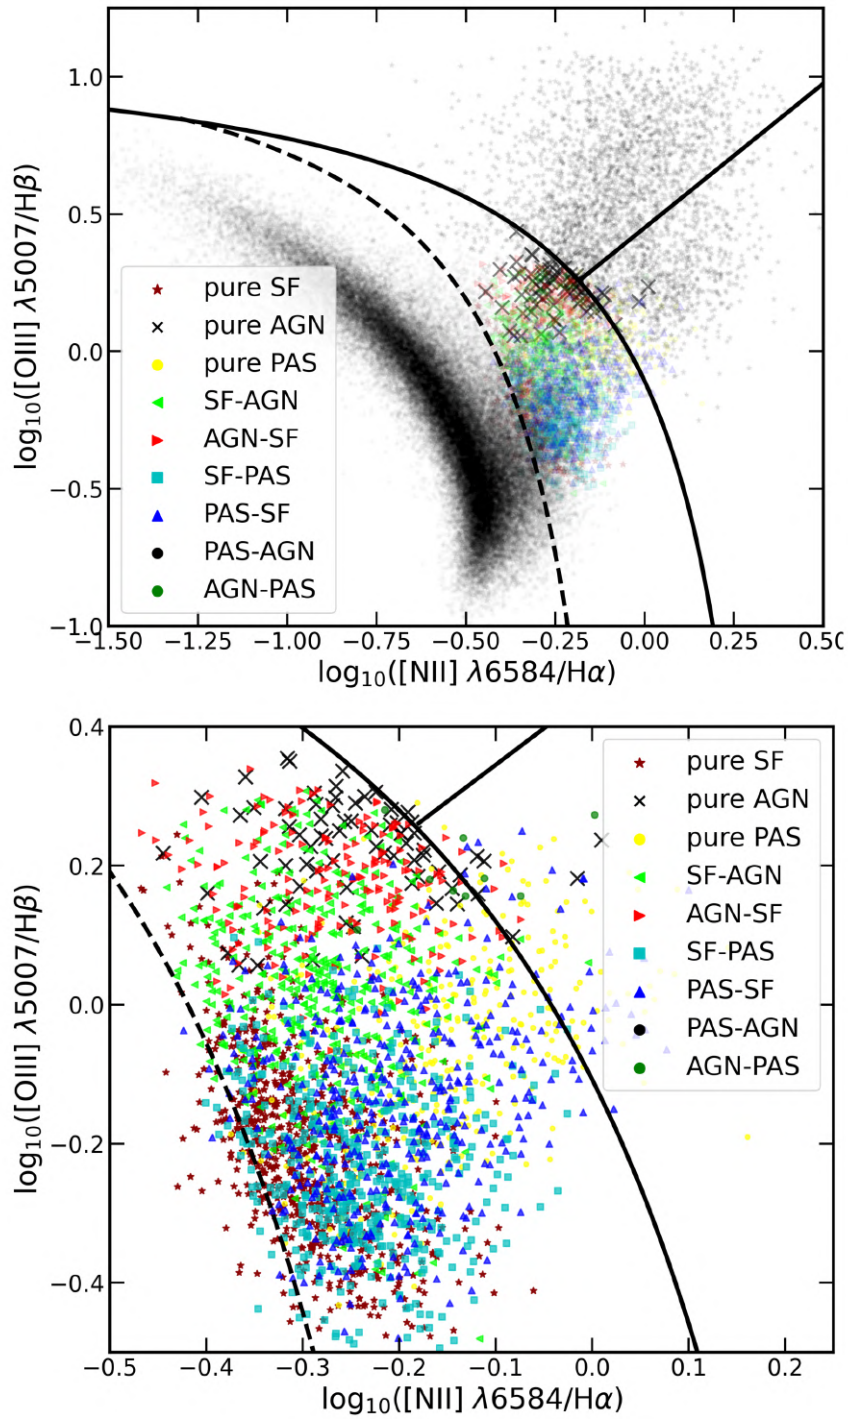 1.0
0.5
0.0
−0.5
−1.0
log₁₀([OIII] λ5007/Hβ)
pure SF
pure AGN
pure PAS
SF-AGN
AGN-SF
SF-PAS
PAS-SF
PAS-AGN
AGN-PAS
−1.50 −1.25 −1.00 −0.75 −0.50 −0.25 0.00 0.25 0.50
log₁₀([NII] λ6584/Hα)
0.4
0.2
0.0
−0.2
−0.4
log₁₀([OIII] λ5007/Hβ)
pure SF
pure AGN
pure PAS
SF-AGN
AGN-SF
SF-PAS
PAS-SF
PAS-AGN
AGN-PAS
−0.5 −0.4 −0.3 −0.2 −0.1 0.0 0.1 0.2
log₁₀([NII] λ6584/Hα)